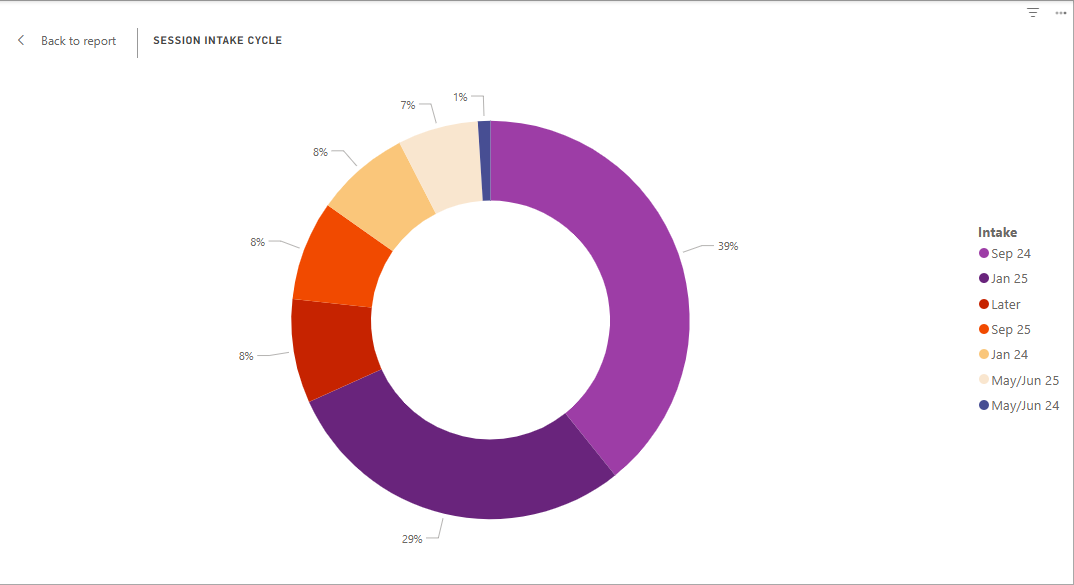 Back to report
SESSION INTAKE CYCLE
1%
7%
8%
8%
8%
29%
39%
Intake
Sep 24
Jan 25
Later
Sep 25
Jan 24
May/Jun 25
May/Jun 24